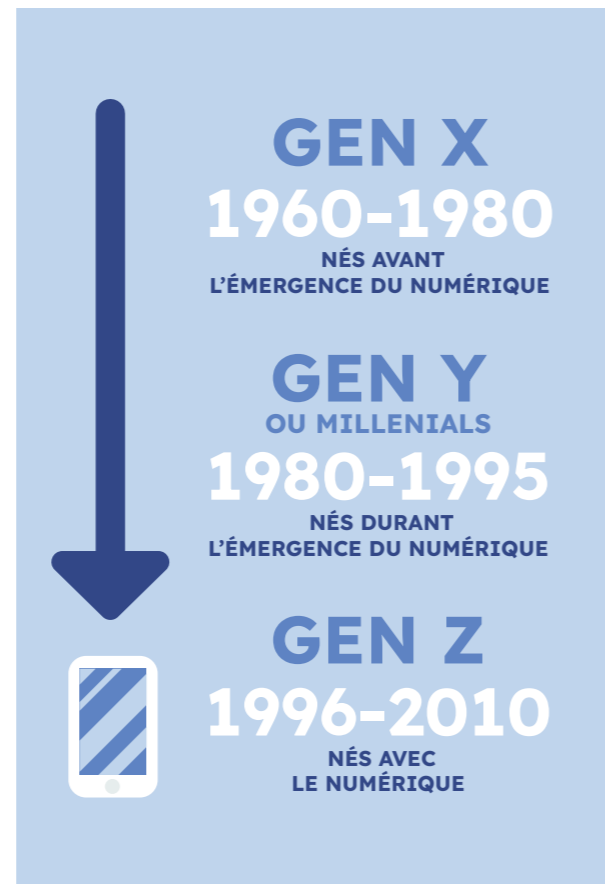 GEN X
1960-1980
NÉS AVANT
L'ÉMERGENCE DU NUMÉRIQUE
GEN Y
OU MILLENIALS
1980-1995
NÉS DURANT
L'ÉMERGENCE DU NUMÉRIQUE
GEN Z
1996-2010
NÉS AVEC
LE NUMÉRIQUE